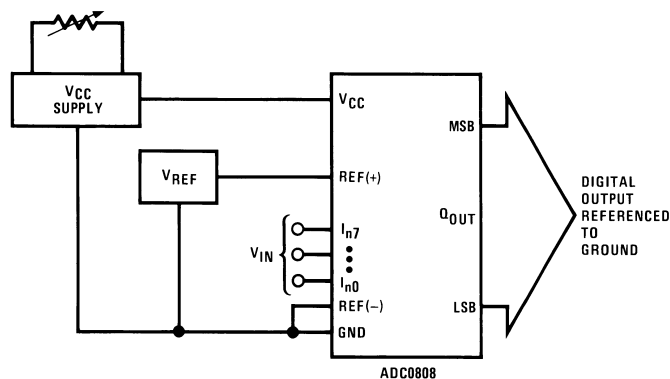 VCC
SUPPLY
VCC
MSB
VREF
REF(+)
QOUT
DIGITAL
OUTPUT
REFERENCED
TO
GROUND
VIN
In7
In0
REF(−)
LSB
GND
ADC0808